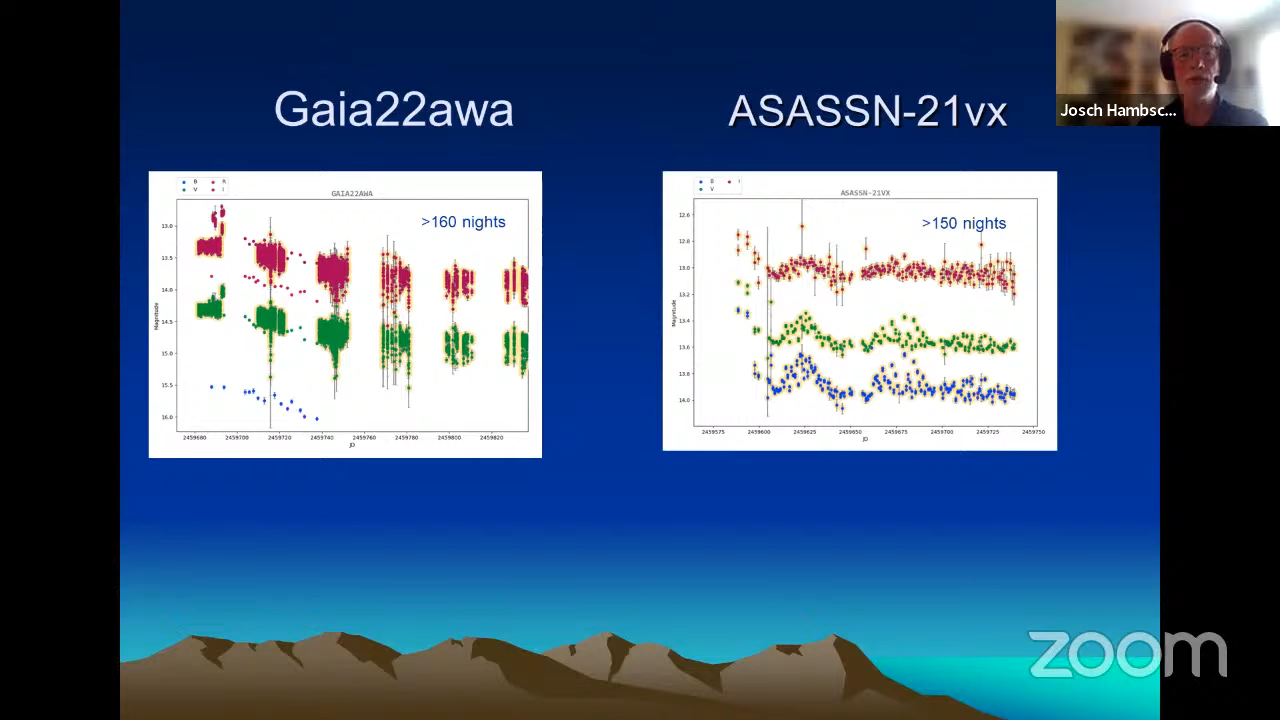 Gaia22awa
ASASSN-21vx
Josch Hambsc...
B R
V I
GAIA22AWA
>160 nights
13.0
13.5
14.0
14.5
15.0
15.5
16.0
Magnitude
2459680 2459700 2459720 2459740 2459760 2459780 2459800 2459820
JD
B I
V
ASASSN-21VX
>150 nights
12.6
12.8
13.0
13.2
13.4
13.6
13.8
14.0
Magnitude
2459575 2459600 2459625 2459650 2459675 2459700 2459725 2459750
JD
zoom